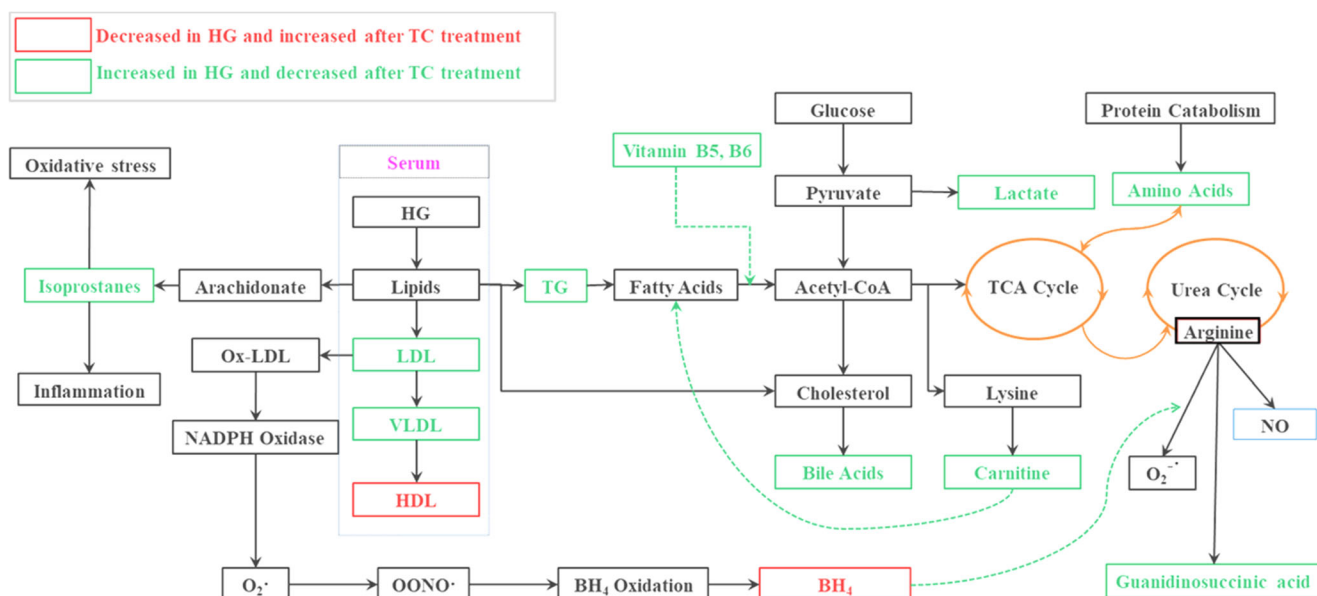 Decreased in HG and increased after TC treatment
Increased in HG and decreased after TC treatment
Glucose
Protein Catabolism
Oxidative stress
Serum
Vitamin B5, B6
HG
Pyruvate
Lactate
Amino Acids
Isoprostanes
Arachidonate
Lipids
TG
Fatty Acids
Acetyl-CoA
TCA Cycle
Urea Cycle
Arginine
Ox-LDL
LDL
Inflammation
Cholesterol
Lysine
NADPH Oxidase
VLDL
NO
HDL
Bile Acids
Carnitine
O₂⁻·
O₂·
OONO·
BH₄ Oxidation
BH₄
Guanidinosuccinic acid